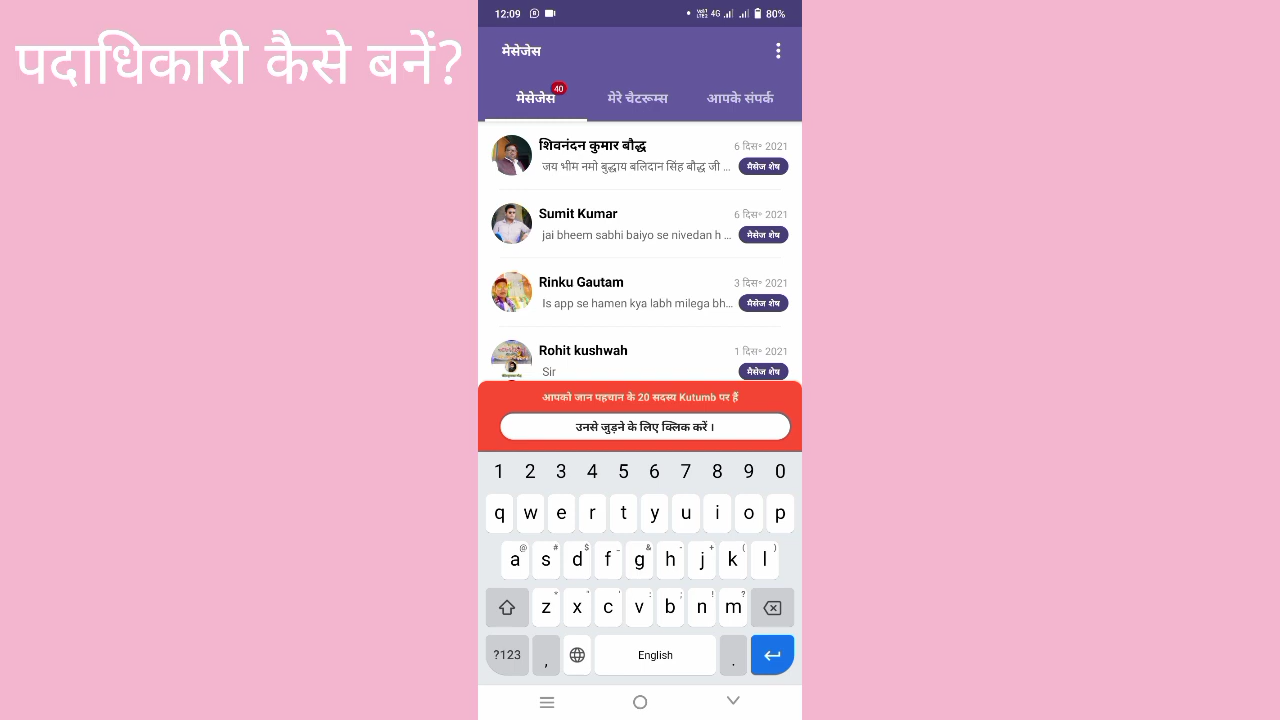 पदाधिकारी कैसे बनें?
12:09 80%
4G
मेसेजेस
मेसेजेस 40 मेरे चैटरूम्स आपके संपर्क
शिवनंदन कुमार बौद्ध 6 दिस॰ 2021
जय भीम नमो बुद्धाय बलिदान सिंह बौद्ध जी ... मैसेज शेष
Sumit Kumar 6 दिस॰ 2021
jai bheem sabhi baiyo se nivedan h ... मैसेज शेष
Rinku Gautam 3 दिस॰ 2021
Is app se hamen kya labh milega bh... मैसेज शेष
Rohit kushwah 1 दिस॰ 2021
Sir मैसेज शेष
आपको जान पहचान के 20 सदस्य Kutumb पर हैं
उनसे जुड़ने के लिए क्लिक करें ।
1 2 3 4 5 6 7 8 9 0
q w e r t y u i o p
@ # $ _ & - + ( )
a s d f g h j k l
* " ' : ; ! ?
z x c v b n m
?123 , English .